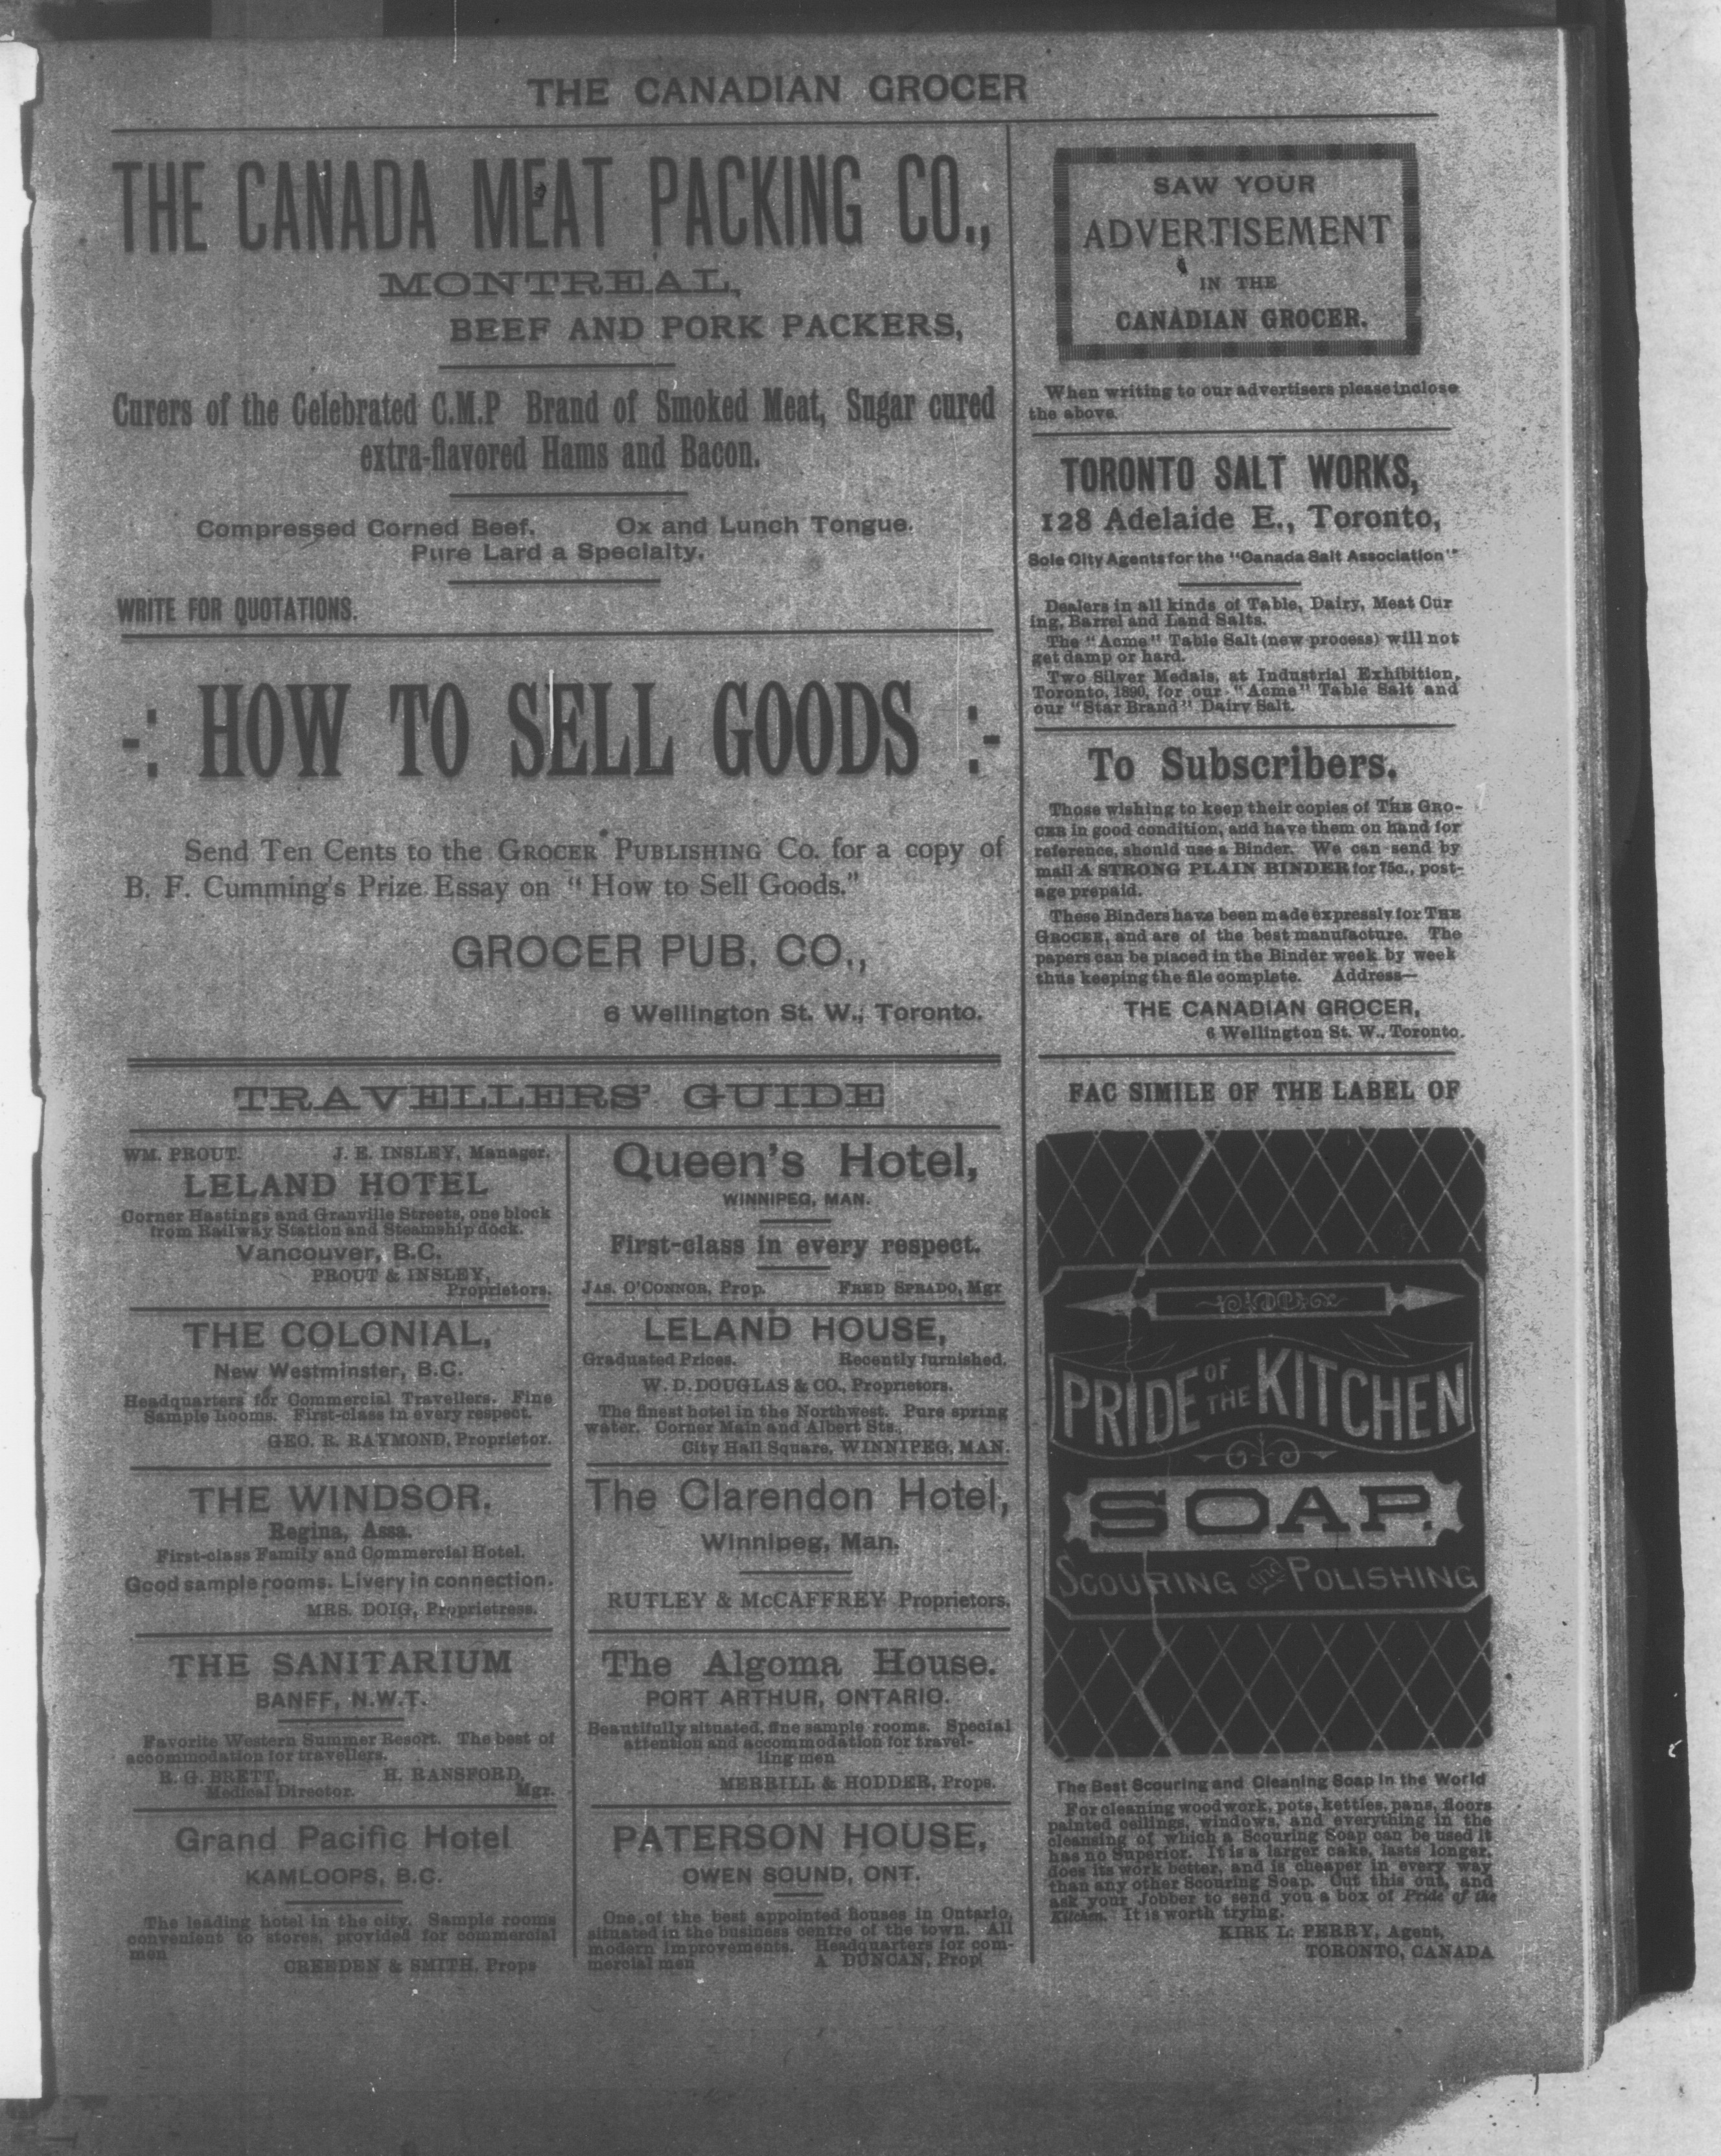 THE CANADIAN GROCER
THE CANADA MEAT PACKING CO.,
MONTREAL,
BEEF AND PORK PACKERS,
Curers of the Celebrated C.M.P Brand of Smoked Meat, Sugar cured
extra-flavored Hams and Bacon.
Compressed Corned Beef. Ox and Lunch Tongue.
Pure Lard a Specialty.
WRITE FOR QUOTATIONS.
-: HOW TO SELL GOODS :-
Send Ten Cents to the GROCER PUBLISHING Co. for a copy of
B. F. Cumming's Prize Essay on "How to Sell Goods."
GROCER PUB. CO.,
6 Wellington St. W., Toronto.
TRAVELLERS' GUIDE
WM. PROUT. J. E. INSLEY, Manager.
LELAND HOTEL
Corner Hastings and Granville Streets, one block
from Railway Station and Steamship dock.
Vancouver, B.C.
PROUT & INSLEY,
Proprietors.
THE COLONIAL,
New Westminster, B.C.
Headquarters for Commercial Travellers. Fine
Sample Rooms. First-class in every respect.
GEO. R. RAYMOND, Proprietor.
THE WINDSOR.
Regina, Assa.
First-class Family and Commercial Hotel.
Good sample rooms. Livery in connection.
MRS. DOIG, Proprietress.
THE SANITARIUM
BANFF, N.W.T.
Favorite Western Summer Resort. The best of
accommodation for travellers.
R. G. BRETT, H. RANSFORD,
Medical Director. Mgr.
Grand Pacific Hotel
KAMLOOPS, B.C.
The leading hotel in the city. Sample rooms
convenient to stores, provided for commercial
men
CREEDEN & SMITH, Props
Queen's Hotel,
WINNIPEG, MAN.
First-class in every respect.
JAS. O'CONNOR, Prop. FRED SPRADO, Mgr
LELAND HOUSE,
Graduated Prices. Recently furnished.
W. D. DOUGLAS & CO., Proprietors.
The finest hotel in the Northwest. Pure spring
water. Corner Main and Albert Sts.,
City Hall Square, WINNIPEG, MAN.
The Clarendon Hotel,
Winnipeg, Man.
RUTLEY & McCAFFREY Proprietors.
The Algoma House.
PORT ARTHUR, ONTARIO.
Beautifully situated, fine sample rooms. Special
attention and accommodation for travel-
ling men
MERRILL & HODDER, Props.
PATERSON HOUSE,
OWEN SOUND, ONT.
One of the best appointed houses in Ontario,
situated in the business centre of the town. All
modern improvements. Headquarters for com-
mercial men A DUNCAN, Prop
SAW YOUR
ADVERTISEMENT
IN THE
CANADIAN GROCER.
When writing to our advertisers please inclose
the above.
TORONTO SALT WORKS,
128 Adelaide E., Toronto,
Sole City Agents for the "Canada Salt Association"
Dealers in all kinds of Table, Dairy, Meat Cur
ing, Barrel and Land Salts.
The "Acme" Table Salt (new process) will not
get damp or hard.
Two Silver Medals, at Industrial Exhibition,
Toronto, 1890, for our "Acme" Table Salt and
our "Star Brand" Dairy Salt.
To Subscribers.
Those wishing to keep their copies of THE GRO-
CER in good condition, and have them on hand for
reference, should use a Binder. We can send by
mail A STRONG PLAIN BINDER for 75c., post-
age prepaid.
These Binders have been made expressly for THE
GROCER, and are of the best manufacture. The
papers can be placed in the Binder week by week
thus keeping the file complete. Address—
THE CANADIAN GROCER,
6 Wellington St. W., Toronto.
FAC SIMILE OF THE LABEL OF
PRIDE OF THE KITCHEN
SOAP.
SCOURING and POLISHING
The Best Scouring and Cleaning Soap in the World
For cleaning woodwork, pots, kettles, pans, floors
painted ceilings, windows, and everything in the
cleansing of which a Scouring Soap can be used it
has no Superior. It is a larger cake, lasts longer,
does its work better, and is cheaper in every way
than any other Scouring Soap. Cut this out, and
ask your Jobber to send you a box of Pride of the
Kitchen. It is worth trying.
KIRK L. PERRY, Agent,
TORONTO, CANADA